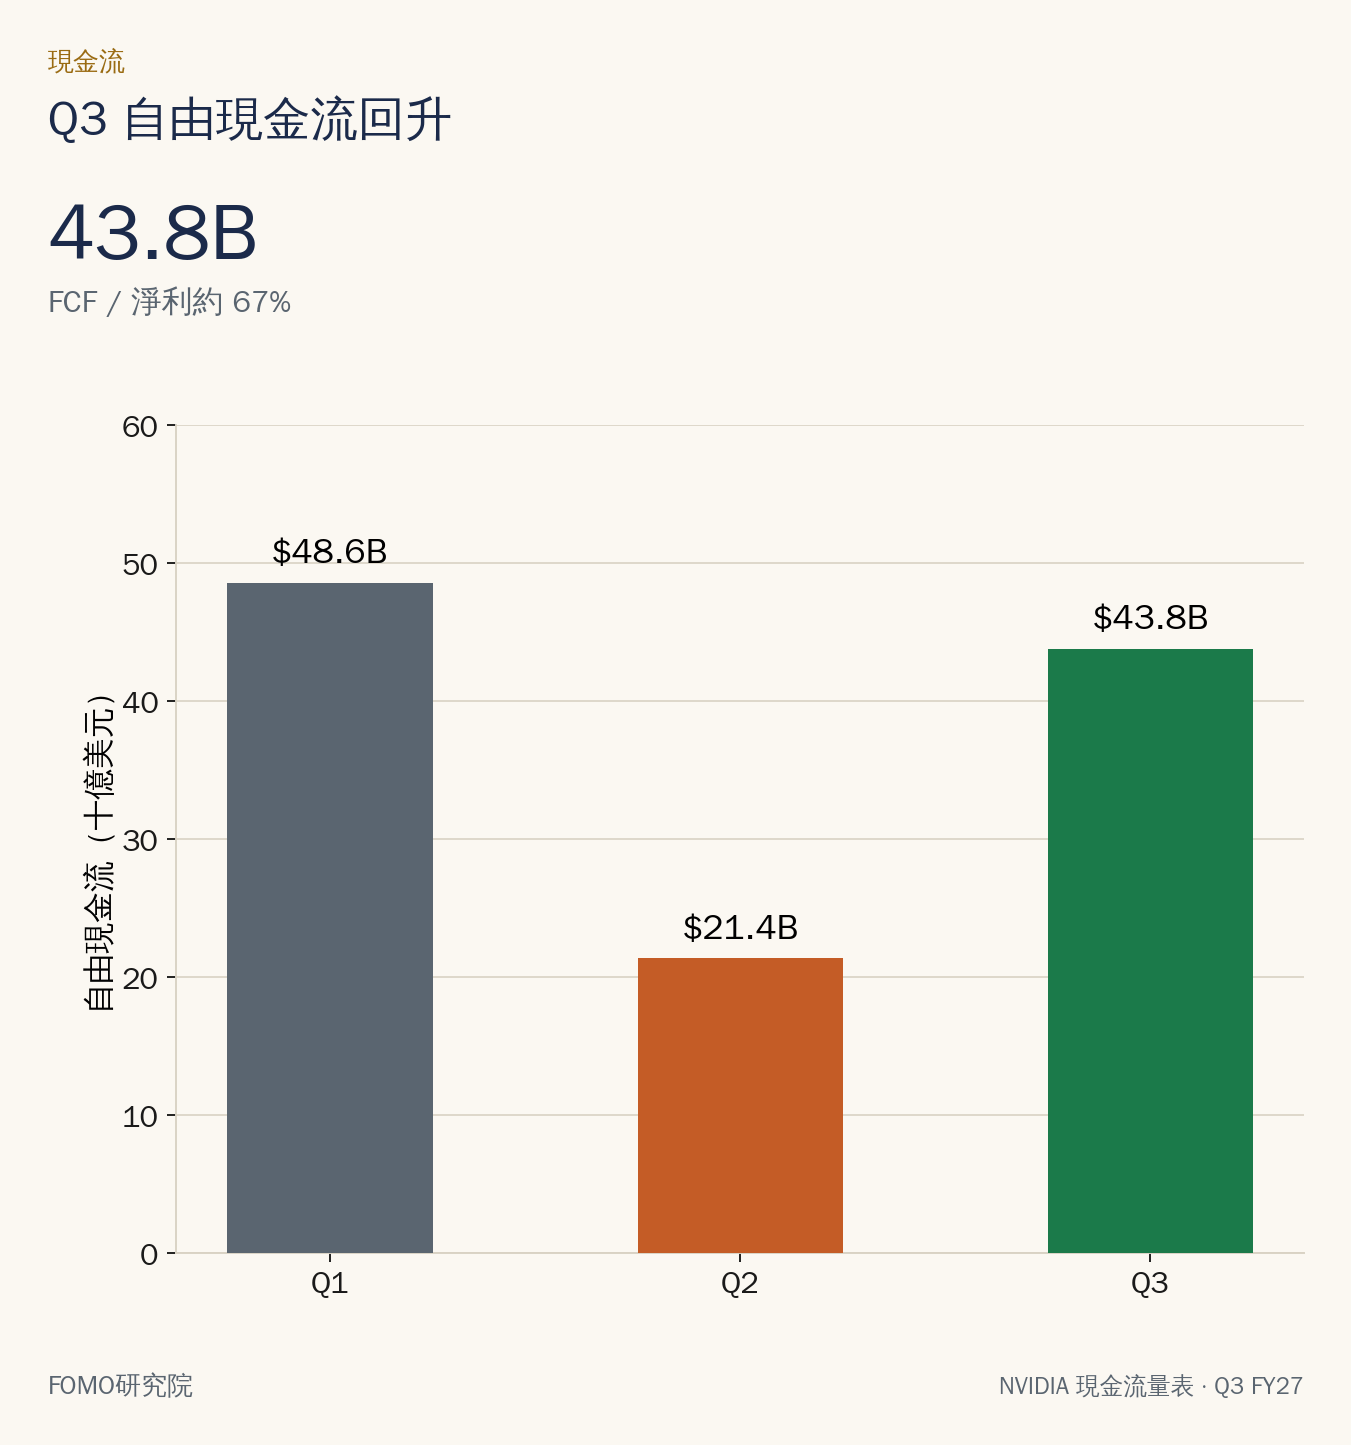 現金流
Q3 自由現金流回升
43.8B
FCF / 淨利約 67%
自由現金流（十億美元）
60
50
40
30
20
10
0
$48.6B
$21.4B
$43.8B
Q1
Q2
Q3
FOMO研究院
NVIDIA 現金流量表 · Q3 FY27